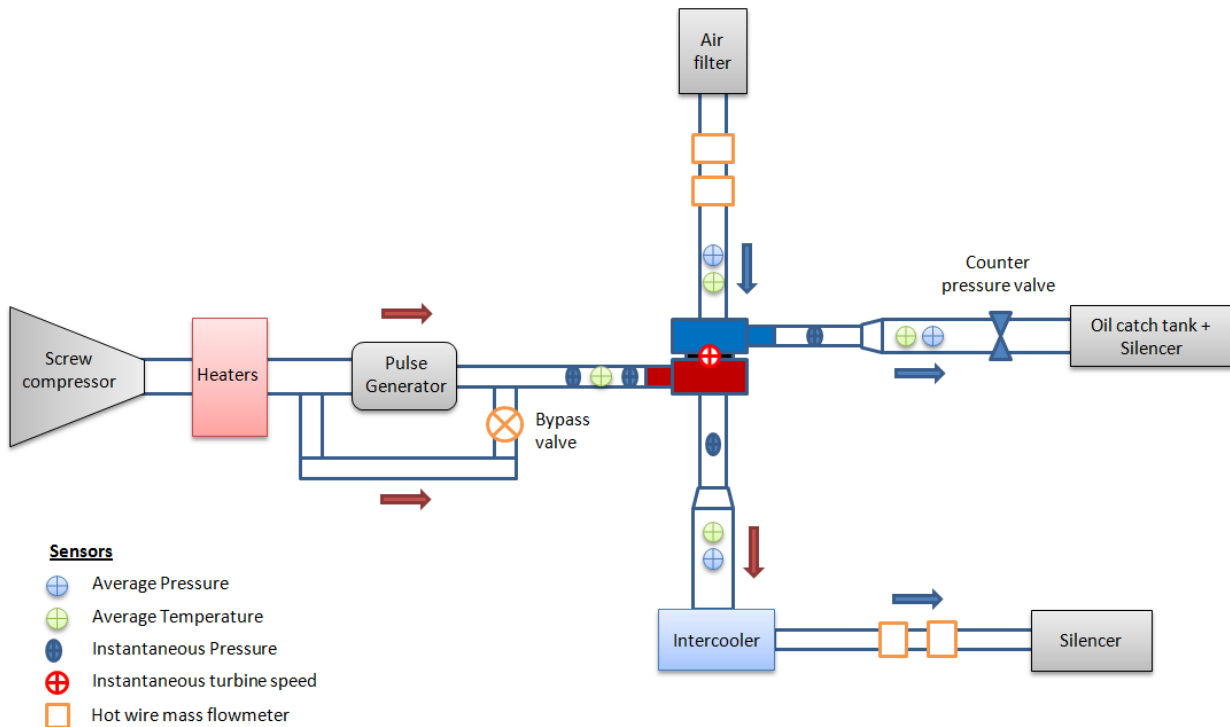 Air
filter
Counter
pressure valve
Oil catch tank +
Silencer
Screw
compressor
Heaters
Pulse
Generator
Bypass
valve
Sensors
Average Pressure
Average Temperature
Instantaneous Pressure
Instantaneous turbine speed
Hot wire mass flowmeter
Intercooler
Silencer